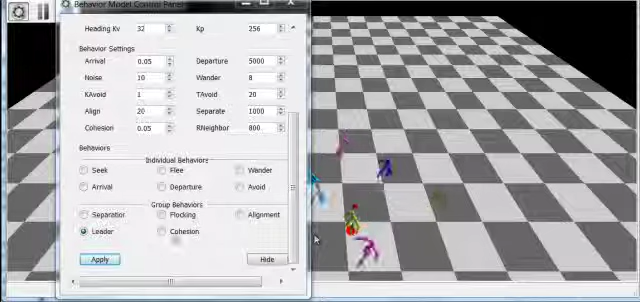 Behavior Model Control Panel
Heading Kv 32 Kp 256
Behavior Settings
Arrival 0.05 Departure 5000
Noise 10 Wander 8
KAvoid 1 TAvoid 20
Align 20 Separate 1000
Cohesion 0.05 RNeighbor 800
Behaviors
Individual Behaviors
Seek Flee Wander
Arrival Departure Avoid
Group Behaviors
Separation Flocking Alignment
Leader Cohesion
Apply Hide